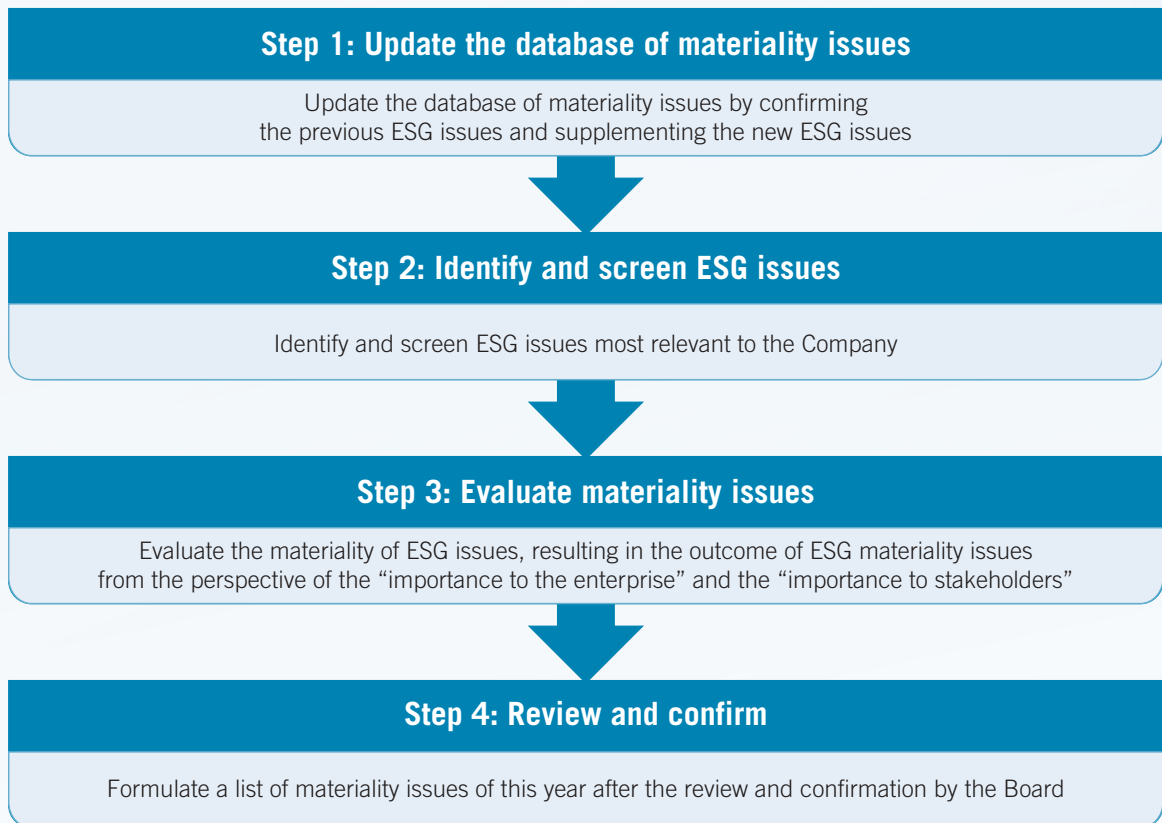 Step 1: Update the database of materiality issues
Update the database of materiality issues by confirming
the previous ESG issues and supplementing the new ESG issues
Step 2: Identify and screen ESG issues
Identify and screen ESG issues most relevant to the Company
Step 3: Evaluate materiality issues
Evaluate the materiality of ESG issues, resulting in the outcome of ESG materiality issues
from the perspective of the “importance to the enterprise” and the “importance to stakeholders”
Step 4: Review and confirm
Formulate a list of materiality issues of this year after the review and confirmation by the Board